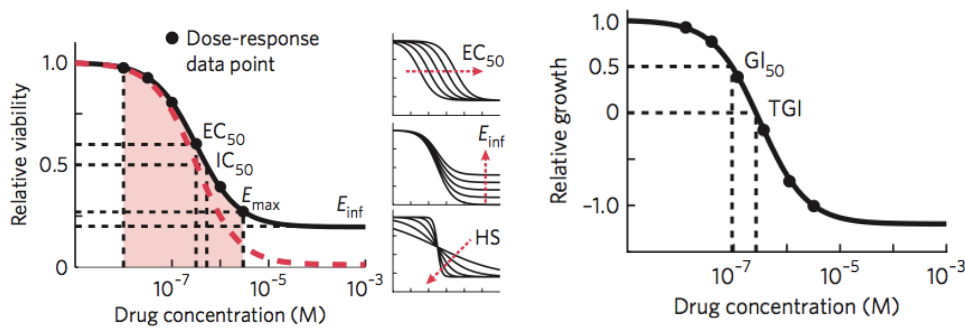 Relative viability
1.0
0.5
0
Dose-response
data point
EC50
IC50
Emax
Einf
10⁻⁷
10⁻⁵
10⁻³
Drug concentration (M)
EC50
Einf
HS
Relative growth
1.0
0.5
0
-1.0
GI50
TGI
10⁻⁷
10⁻⁵
10⁻³
Drug concentration (M)